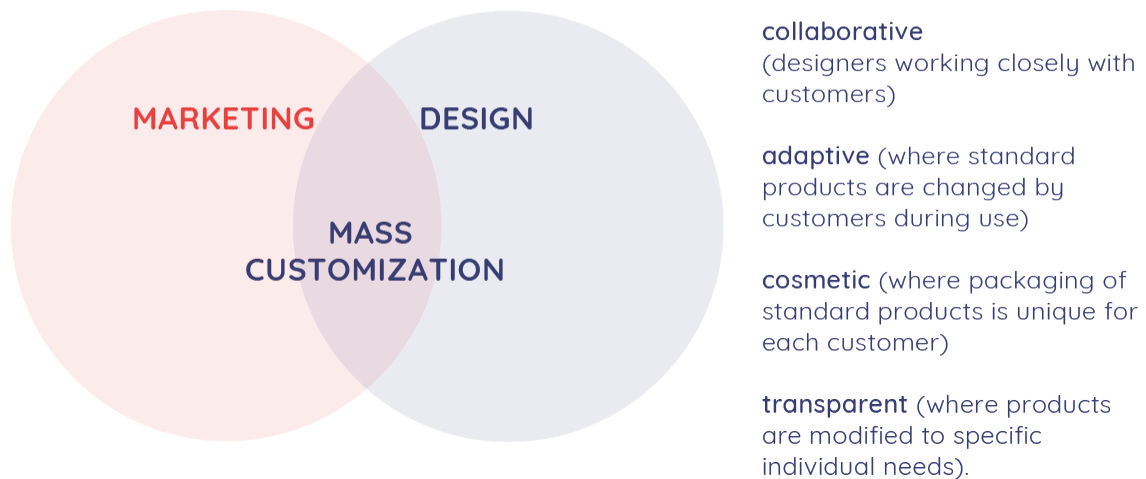 MARKETING
DESIGN
MASS
CUSTOMIZATION
collaborative
(designers working closely with
customers)
adaptive (where standard
products are changed by
customers during use)
cosmetic (where packaging of
standard products is unique for
each customer)
transparent (where products
are modified to specific
individual needs).